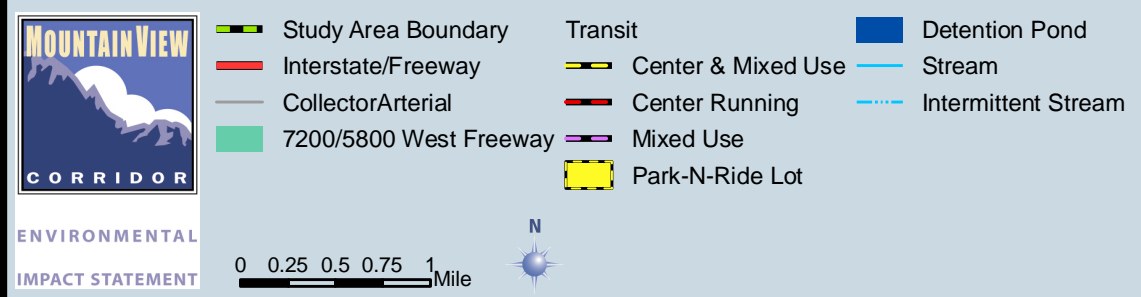 MOUNTAIN VIEW
CORRIDOR
ENVIRONMENTAL
IMPACT STATEMENT
Study Area Boundary
Interstate/Freeway
CollectorArterial
7200/5800 West Freeway
Transit
Center & Mixed Use
Center Running
Mixed Use
Park-N-Ride Lot
Detention Pond
Stream
Intermittent Stream
0 0.25 0.5 0.75 1 Mile
N